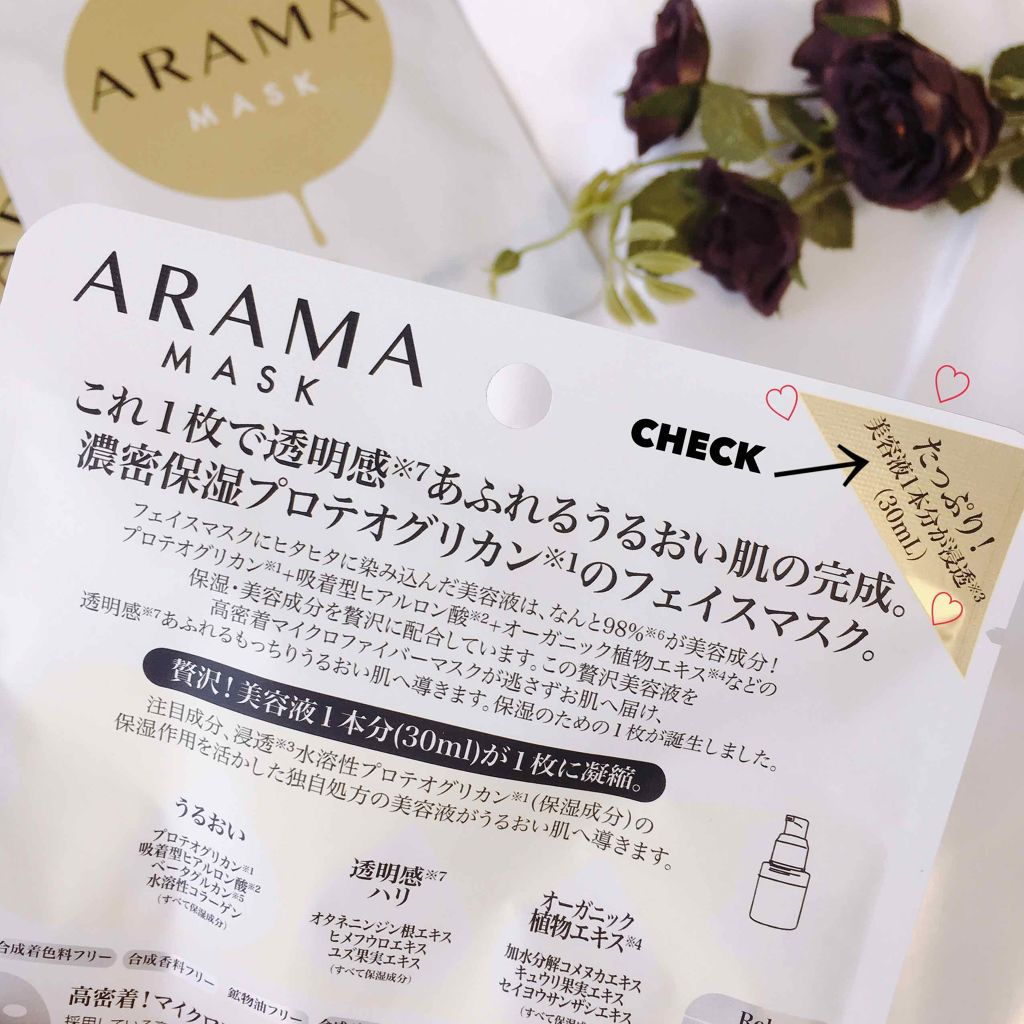 ARAMA
MASK
ARAMA
MASK
これ1枚で透明感※7あふれるうるおい肌の完成。
濃密保湿プロテオグリカン※1のフェイスマスク。
CHECK
たっぷり！
美容液1本分が浸透※3
(30mL)
フェイスマスクにヒタヒタに染み込んだ美容液は、なんと98%※6が美容成分！
プロテオグリカン※1+吸着型ヒアルロン酸※2+オーガニック植物エキス※4などの
保湿・美容成分を贅沢に配合しています。この贅沢美容液を
高密着マイクロファイバーマスクが逃さずお肌へ届け、
透明感※7あふれるもっちりうるおい肌へ導きます。保湿のための1枚が誕生しました。
贅沢！美容液1本分(30ml)が1枚に凝縮。
注目成分、浸透※3水溶性プロテオグリカン※1(保湿成分)の
保湿作用を活かした独自処方の美容液がうるおい肌へ導きます。
うるおい
プロテオグリカン※1
吸着型ヒアルロン酸※2
ベータグルカン※5
水溶性コラーゲン
(すべて保湿成分)
透明感※7
ハリ
オタネニンジン根エキス
ヒメフウロエキス
ユズ果実エキス
(すべて保湿成分)
オーガニック
植物エキス※4
加水分解コメヌカエキス
キュウリ果実エキス
セイヨウサンザシエキス
(すべて保湿
合成着色料フリー
合成香料フリー
鉱物油フリー
高密着！マイクロ
採用している高